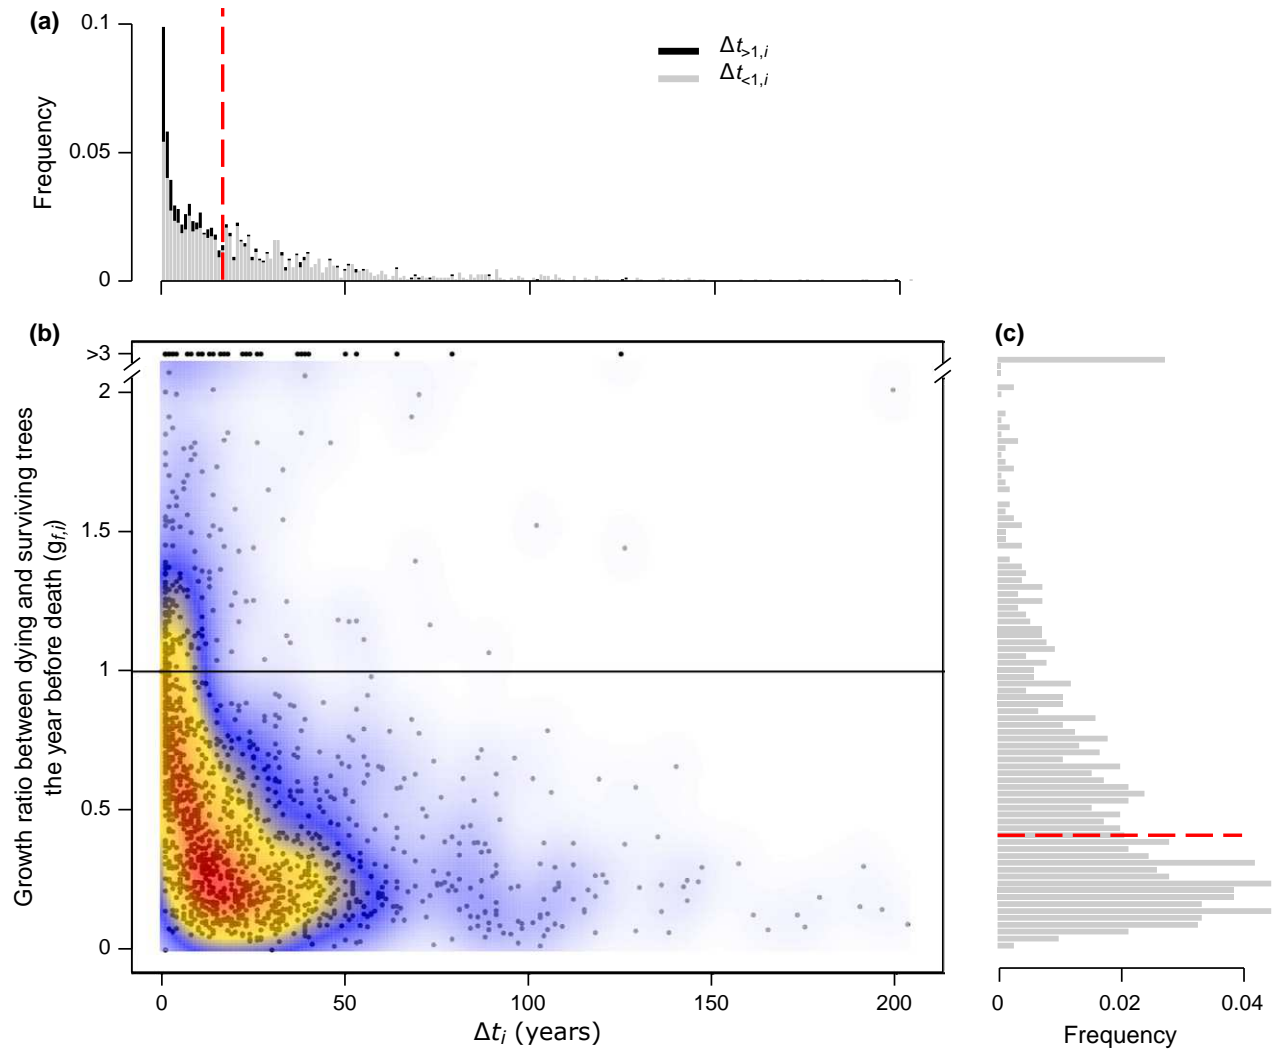 (a)
0.1
0.05
0
Frequency
Δt>1,i
Δt<1,i
(b)
>3
2
1.5
1
0.5
0
Growth ratio between dying and surviving trees
the year before death (gf,i)
0 50 100 150 200
Δti (years)
(c)
0 0.02 0.04
Frequency